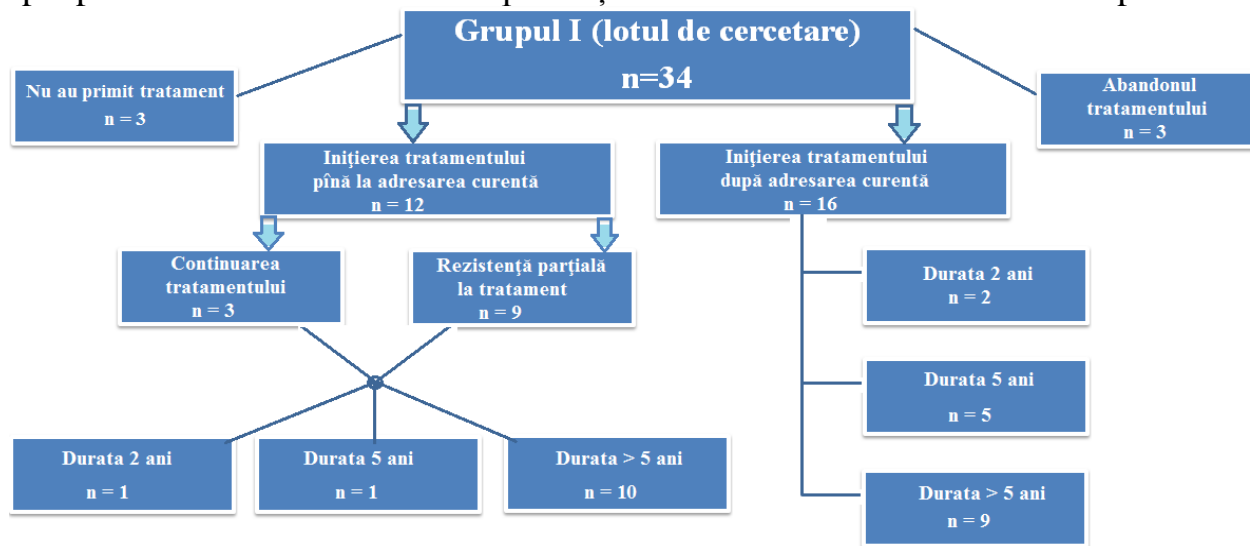 Grupul I (lotul de cercetare)
n=34
Nu au primit tratament
n = 3
Abandonul
tratamentului
n = 3
Iniţierea tratamentului
pînă la adresarea curentă
n = 12
Iniţierea tratamentului
după adresarea curentă
n = 16
Continuarea
tratamentului
n = 3
Rezistenţă parţială
la tratament
n = 9
Durata 2 ani
n = 2
Durata 5 ani
n = 5
Durata > 5 ani
n = 9
Durata 2 ani
n = 1
Durata 5 ani
n = 1
Durata > 5 ani
n = 10